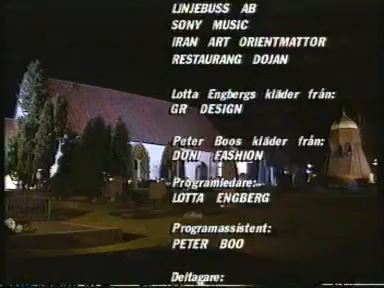 LINJEBUSS AB
SONY MUSIC
IRAN ART ORIENTMATTOR
RESTAURANG DOJAN
Lotta Engbergs kläder från:
GR DESIGN
Peter Boos kläder från:
DONI FASHION
Programledare:
LOTTA ENGBERG
Programassistent:
PETER BOO
Deltagare: